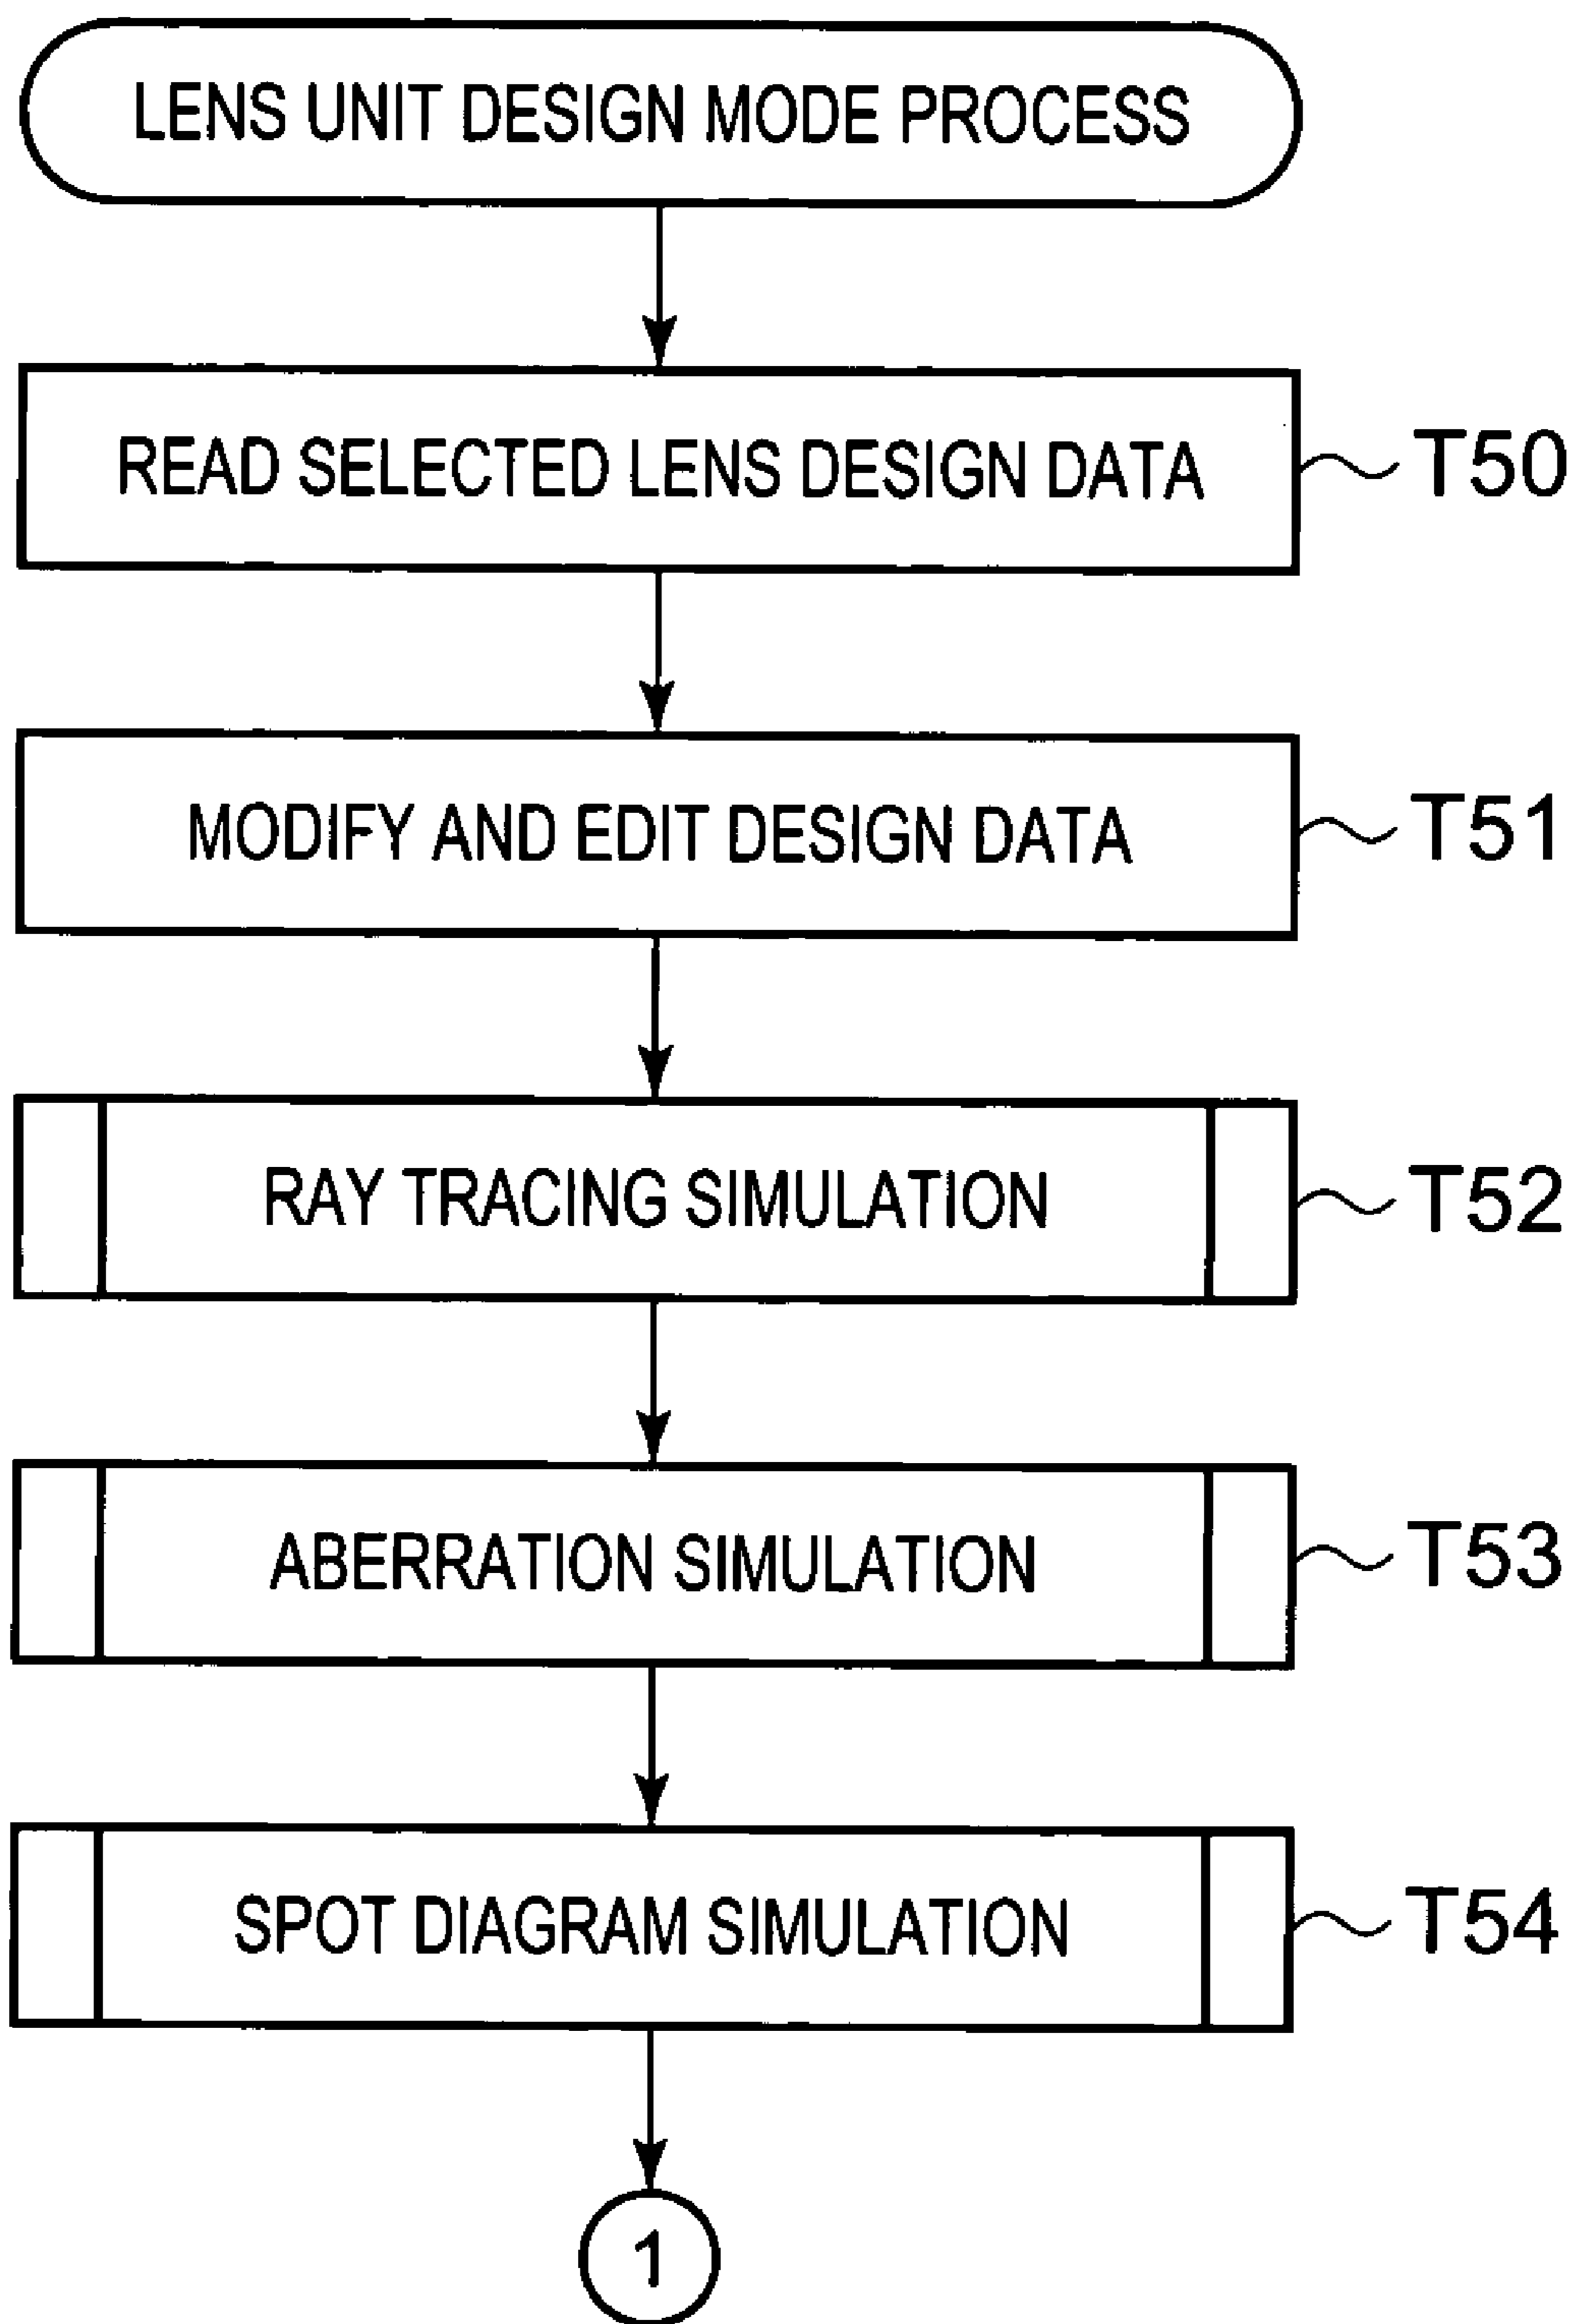 LENS UNIT DESIGN MODE PROCESS
READ SELECTED LENS DESIGN DATA
T50
MODIFY AND EDIT DESIGN DATA
T51
RAY TRACING SIMULATION
T52
ABERRATION SIMULATION
T53
SPOT DIAGRAM SIMULATION
T54
1